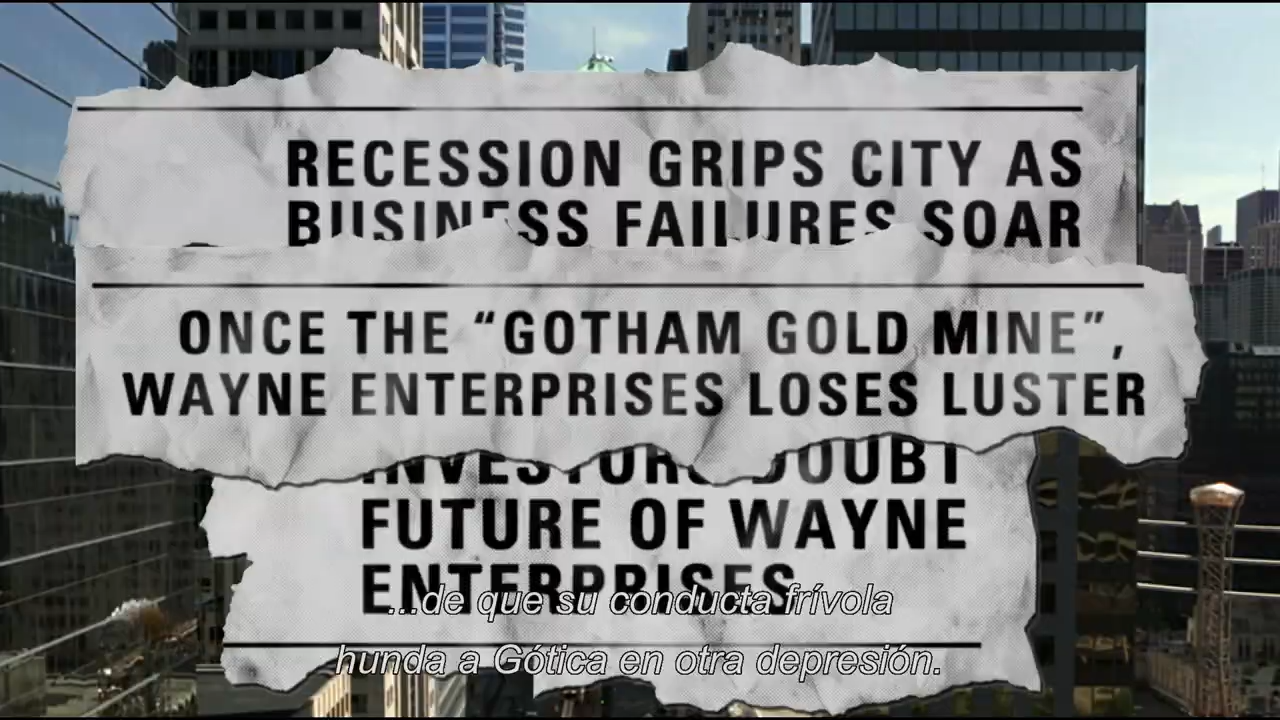 RECESSION GRIPS CITY AS
BUSINESS FAILURES SOAR
ONCE THE “GOTHAM GOLD MINE”,
WAYNE ENTERPRISES LOSES LUSTER
INVESTORS DOUBT
FUTURE OF WAYNE
ENTERPRISES
...de que su conducta frívola
hunda a Gótica en otra depresión.